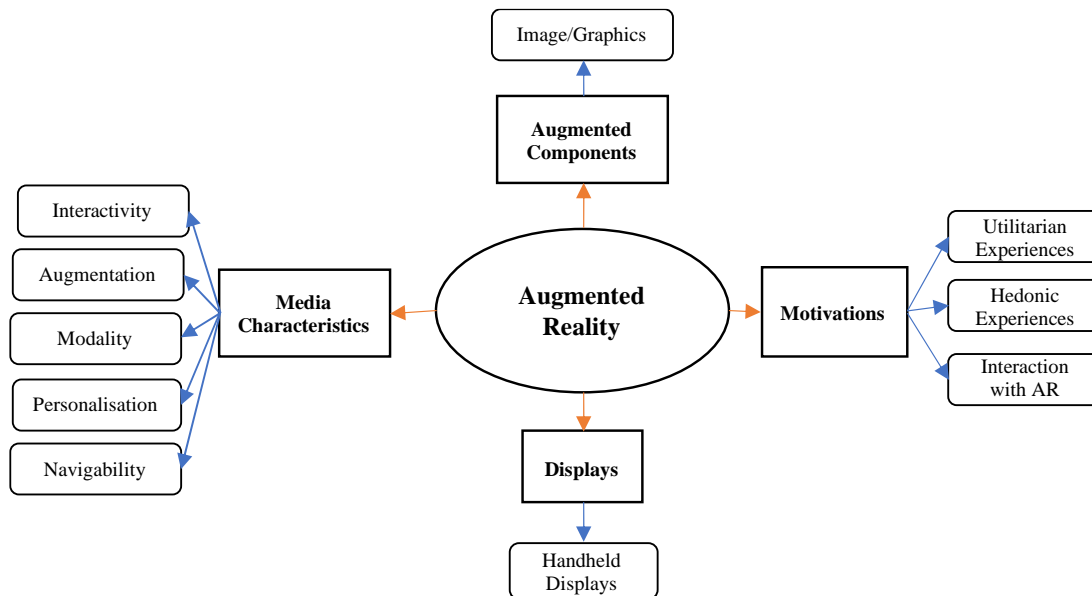 Image/Graphics
Augmented
Components
Interactivity
Augmentation
Modality
Personalisation
Navigability
Media
Characteristics
Augmented
Reality
Motivations
Utilitarian
Experiences
Hedonic
Experiences
Interaction
with AR
Displays
Handheld
Displays